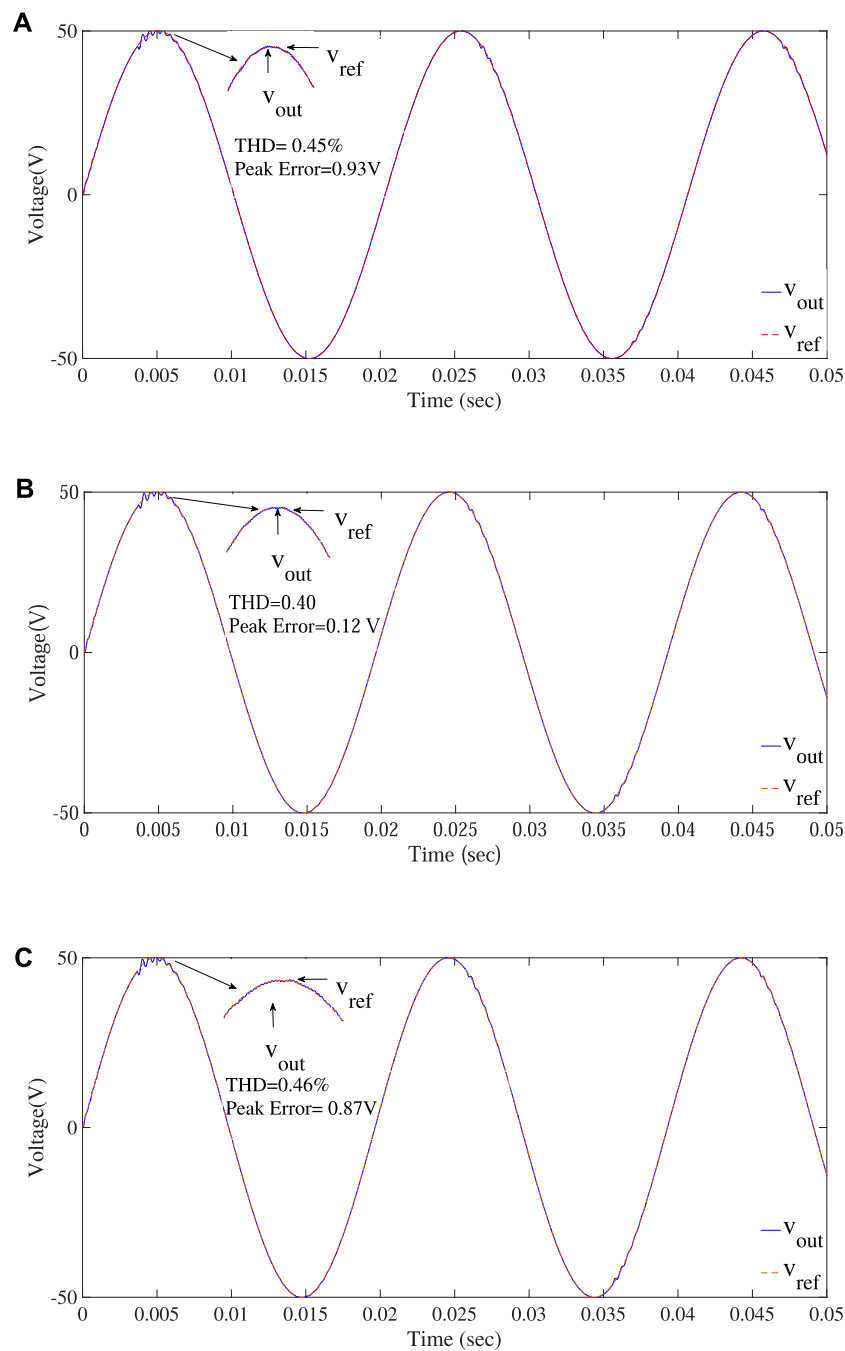 A
50
0
-50
Voltage(V)
v_ref
v_out
THD= 0.45%
Peak Error=0.93V
v_out
v_ref
0 0.005 0.01 0.015 0.02 0.025 0.03 0.035 0.04 0.045 0.05
Time (sec)
B
50
0
-50
Voltage(V)
v_ref
v_out
THD=0.40
Peak Error=0.12 V
v_out
v_ref
0 0.005 0.01 0.015 0.02 0.025 0.03 0.035 0.04 0.045 0.05
Time (sec)
C
50
0
-50
Voltage(V)
v_ref
v_out
THD=0.46%
Peak Error= 0.87V
v_out
v_ref
0 0.005 0.01 0.015 0.02 0.025 0.03 0.035 0.04 0.045 0.05
Time (sec)